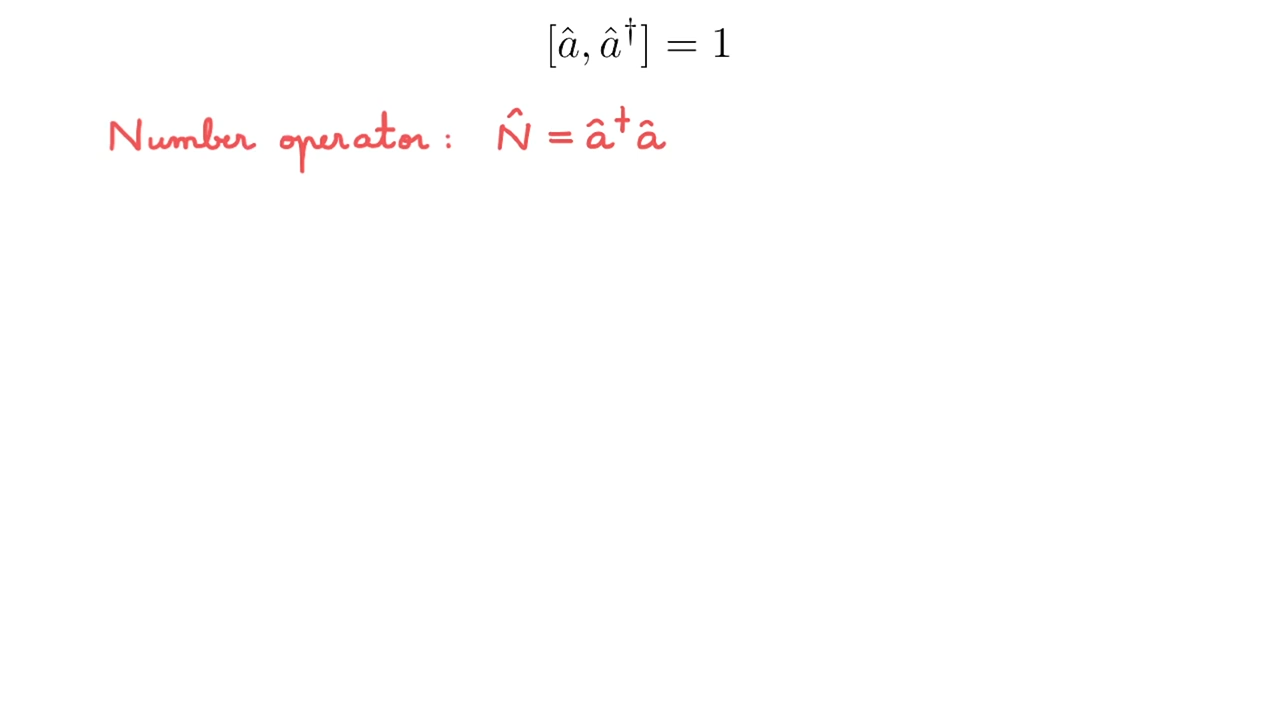 [â, â†] = 1
Number operator: N̂ = â†â